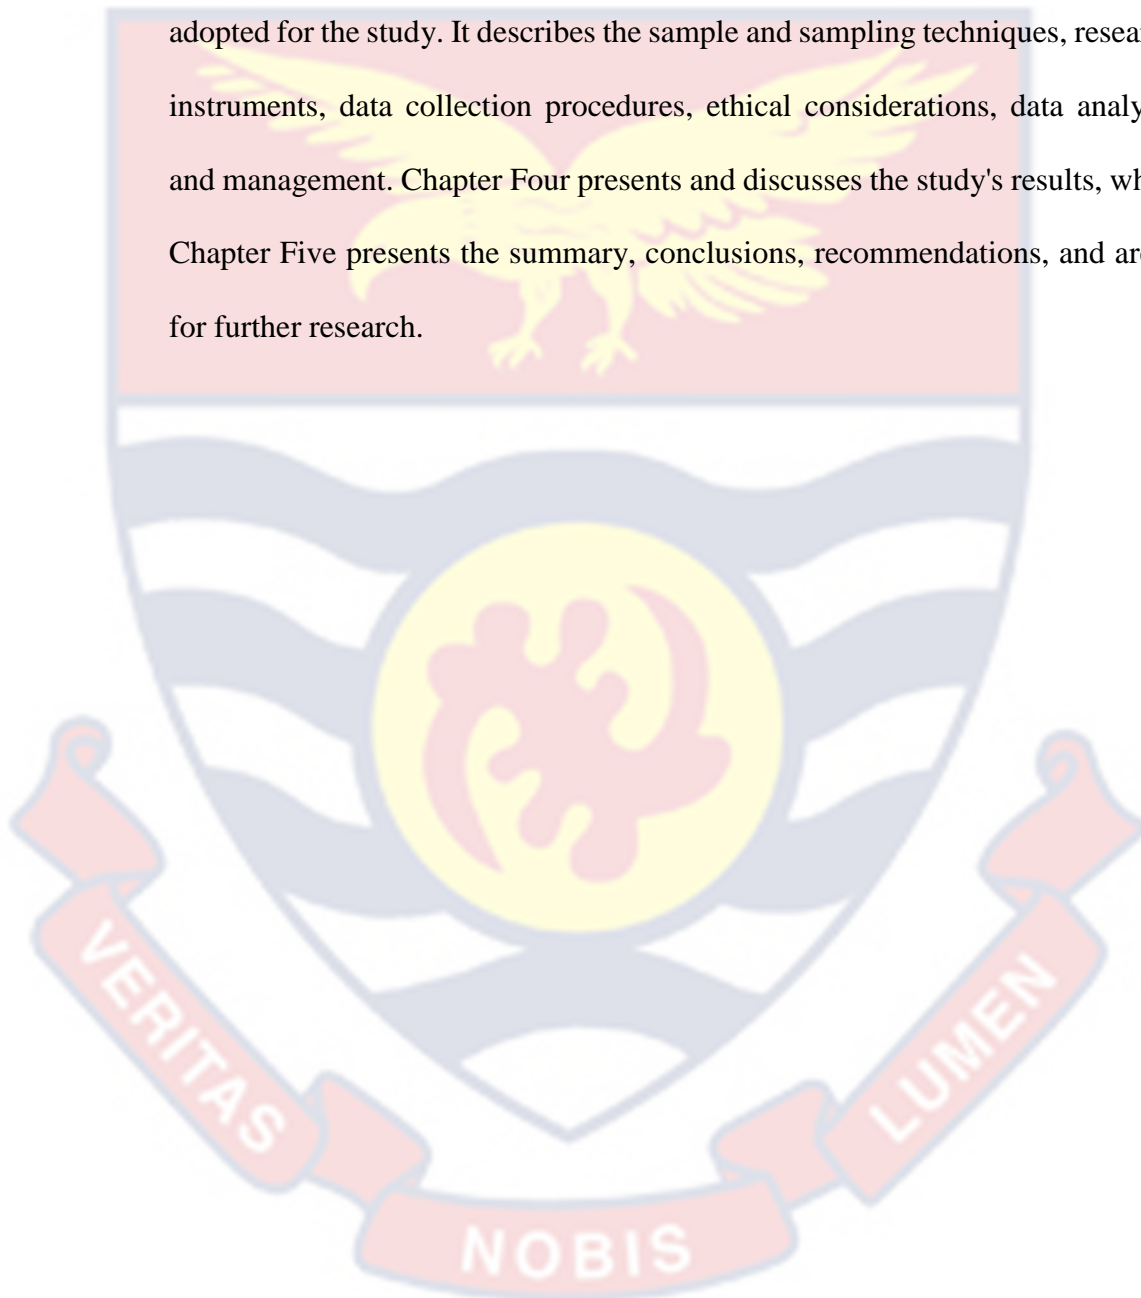 adopted for the study. It describes the sample and sampling techniques,
instruments, data collection procedures, ethical considerations, data
and management. Chapter Four presents and discusses the study's results,
Chapter Five presents the summary, conclusions, recommendations, and
for further research.
VERITAS
NOBIS
LUMEN